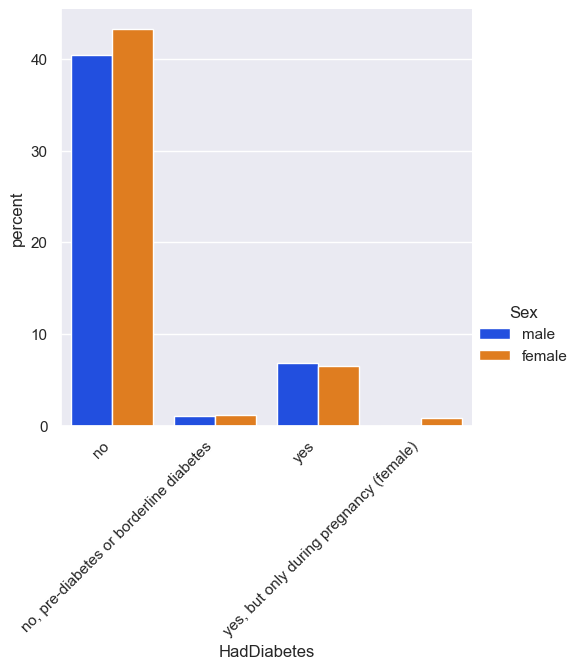 percent
40
30
20
10
0
no
no, pre-diabetes or borderline diabetes
yes
yes, but only during pregnancy (female)
HadDiabetes
Sex
male
female